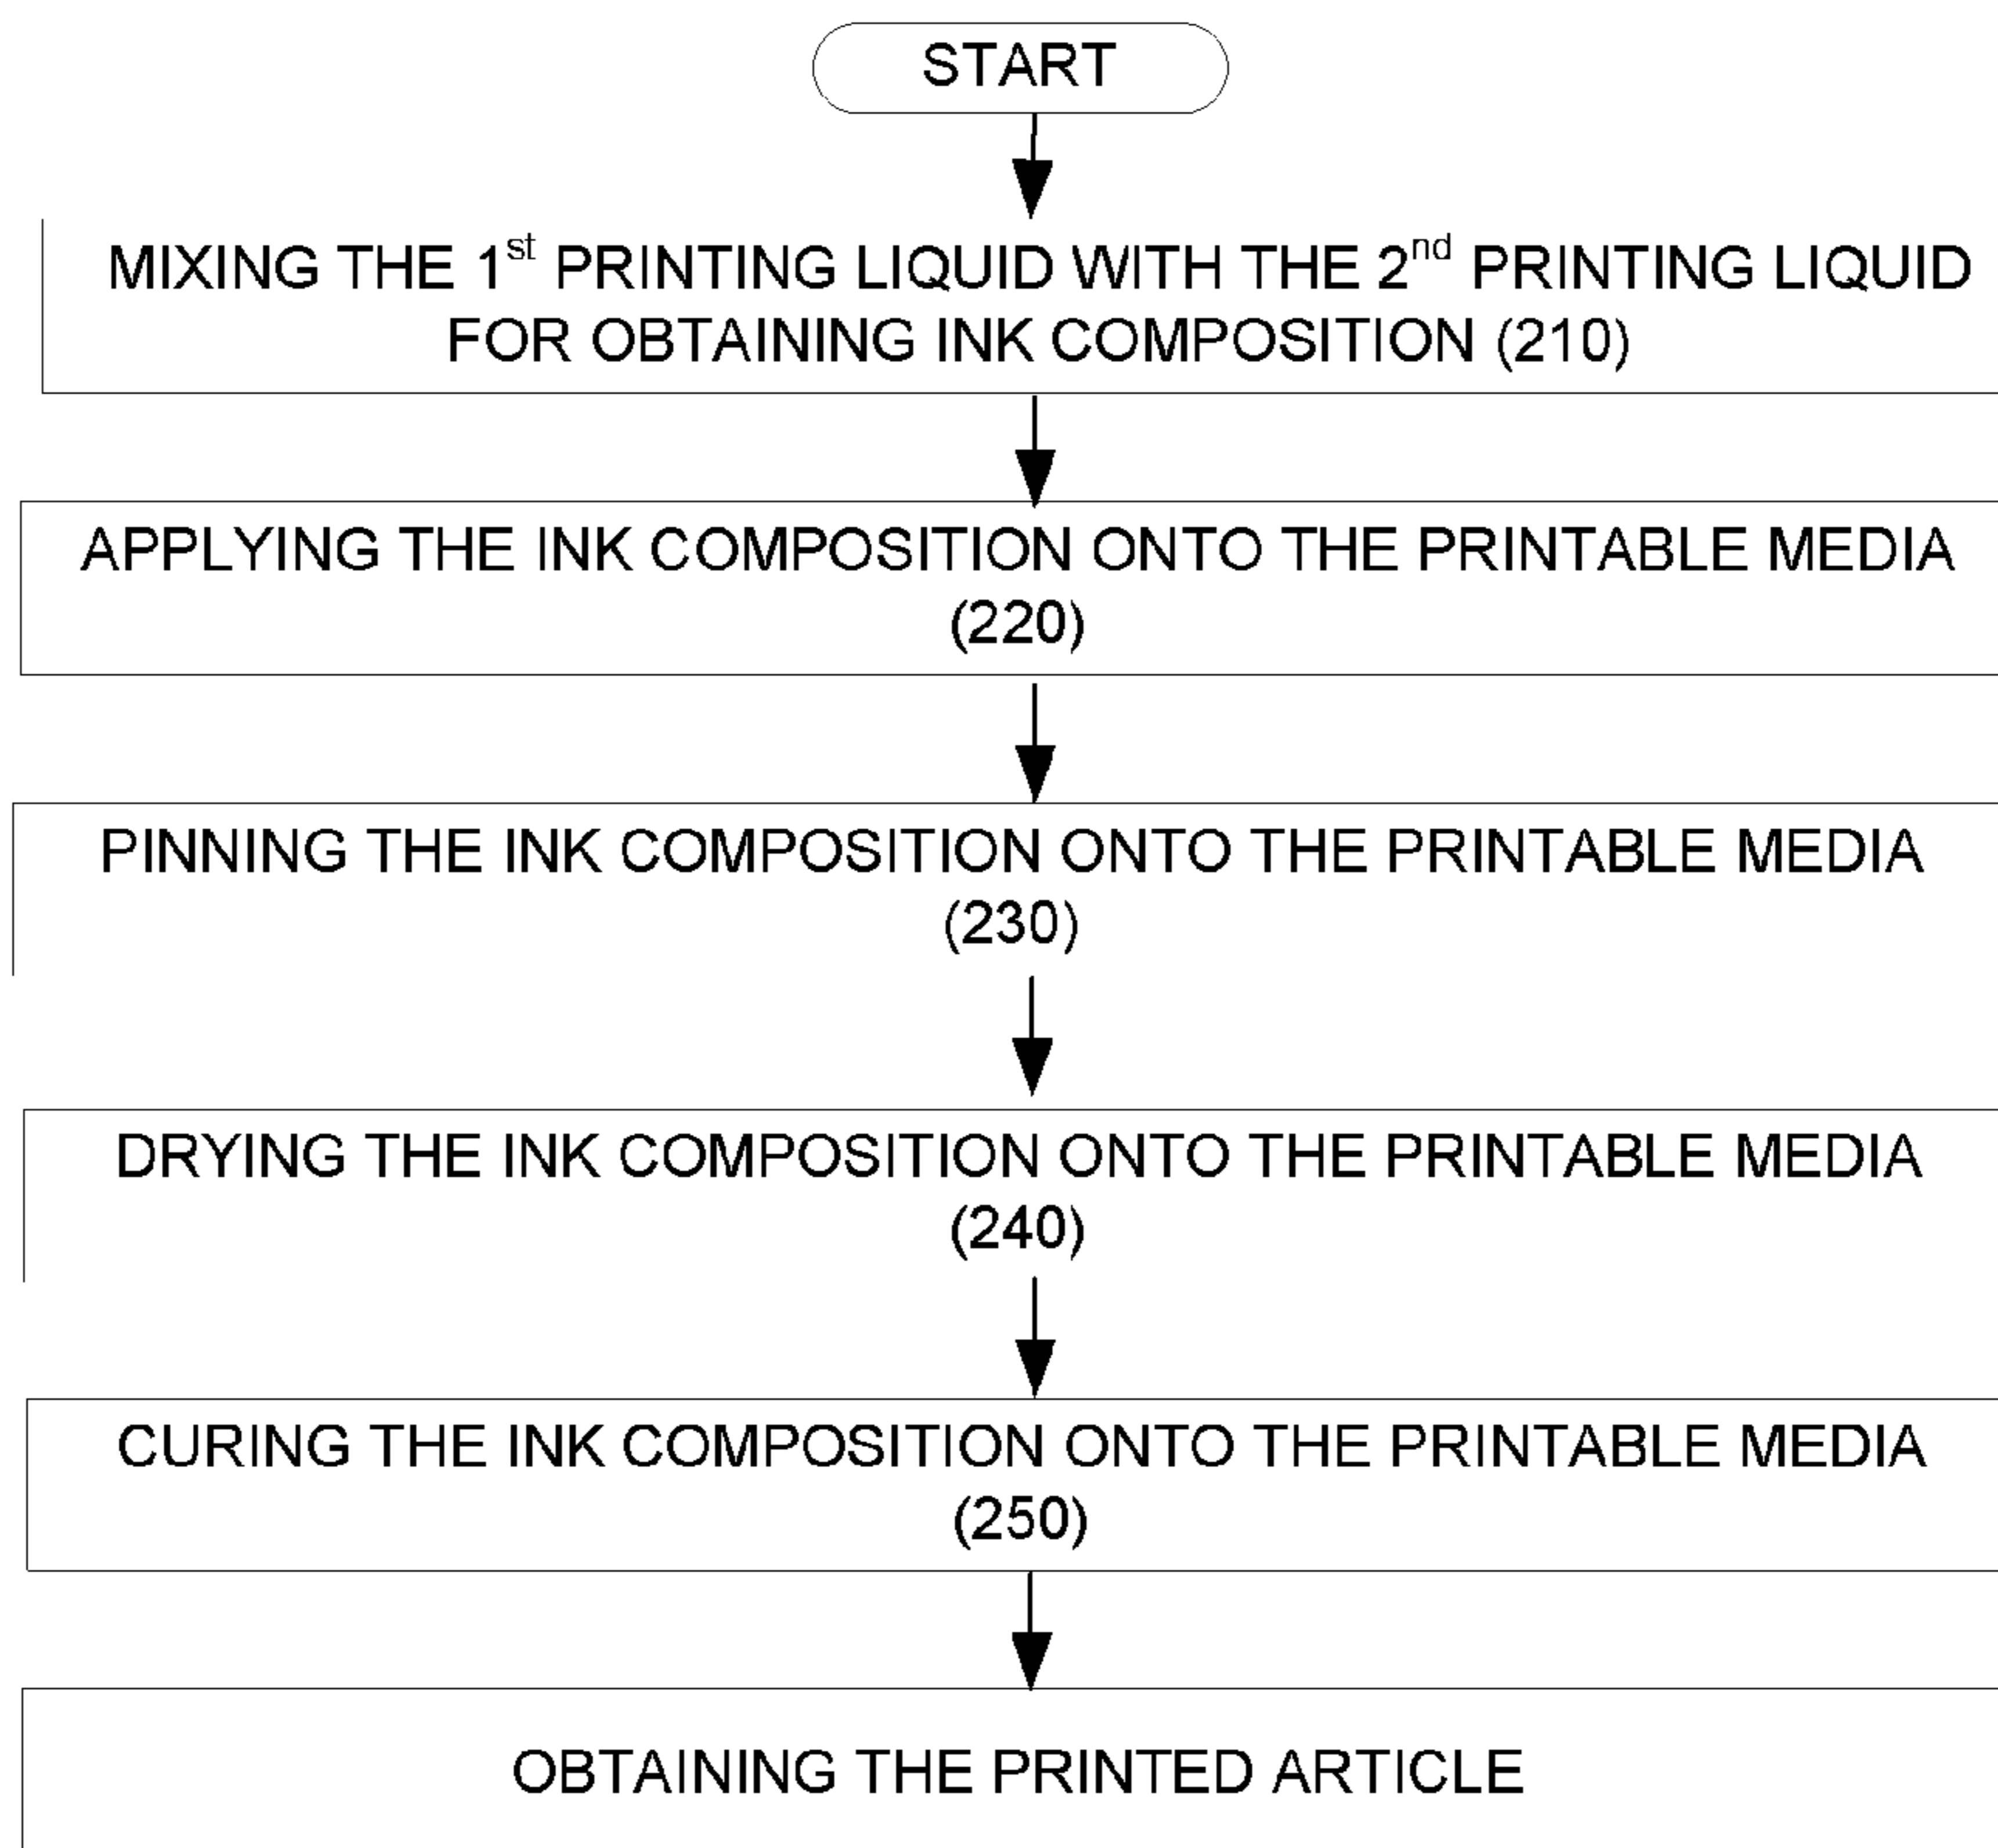 START
MIXING THE 1st PRINTING LIQUID WITH THE 2nd PRINTING LIQUID
FOR OBTAINING INK COMPOSITION (210)
APPLYING THE INK COMPOSITION ONTO THE PRINTABLE MEDIA
(220)
PINNING THE INK COMPOSITION ONTO THE PRINTABLE MEDIA
(230)
DRYING THE INK COMPOSITION ONTO THE PRINTABLE MEDIA
(240)
CURING THE INK COMPOSITION ONTO THE PRINTABLE MEDIA
(250)
OBTAINING THE PRINTED ARTICLE